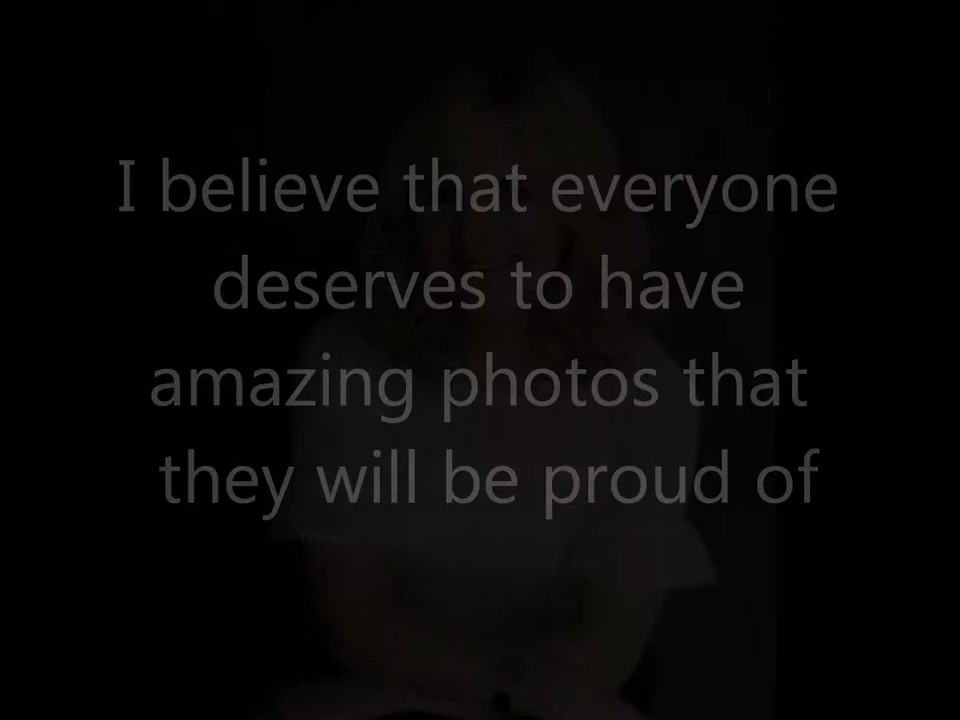 I believe that everyone
deserves to have
amazing photos that
they will be proud of